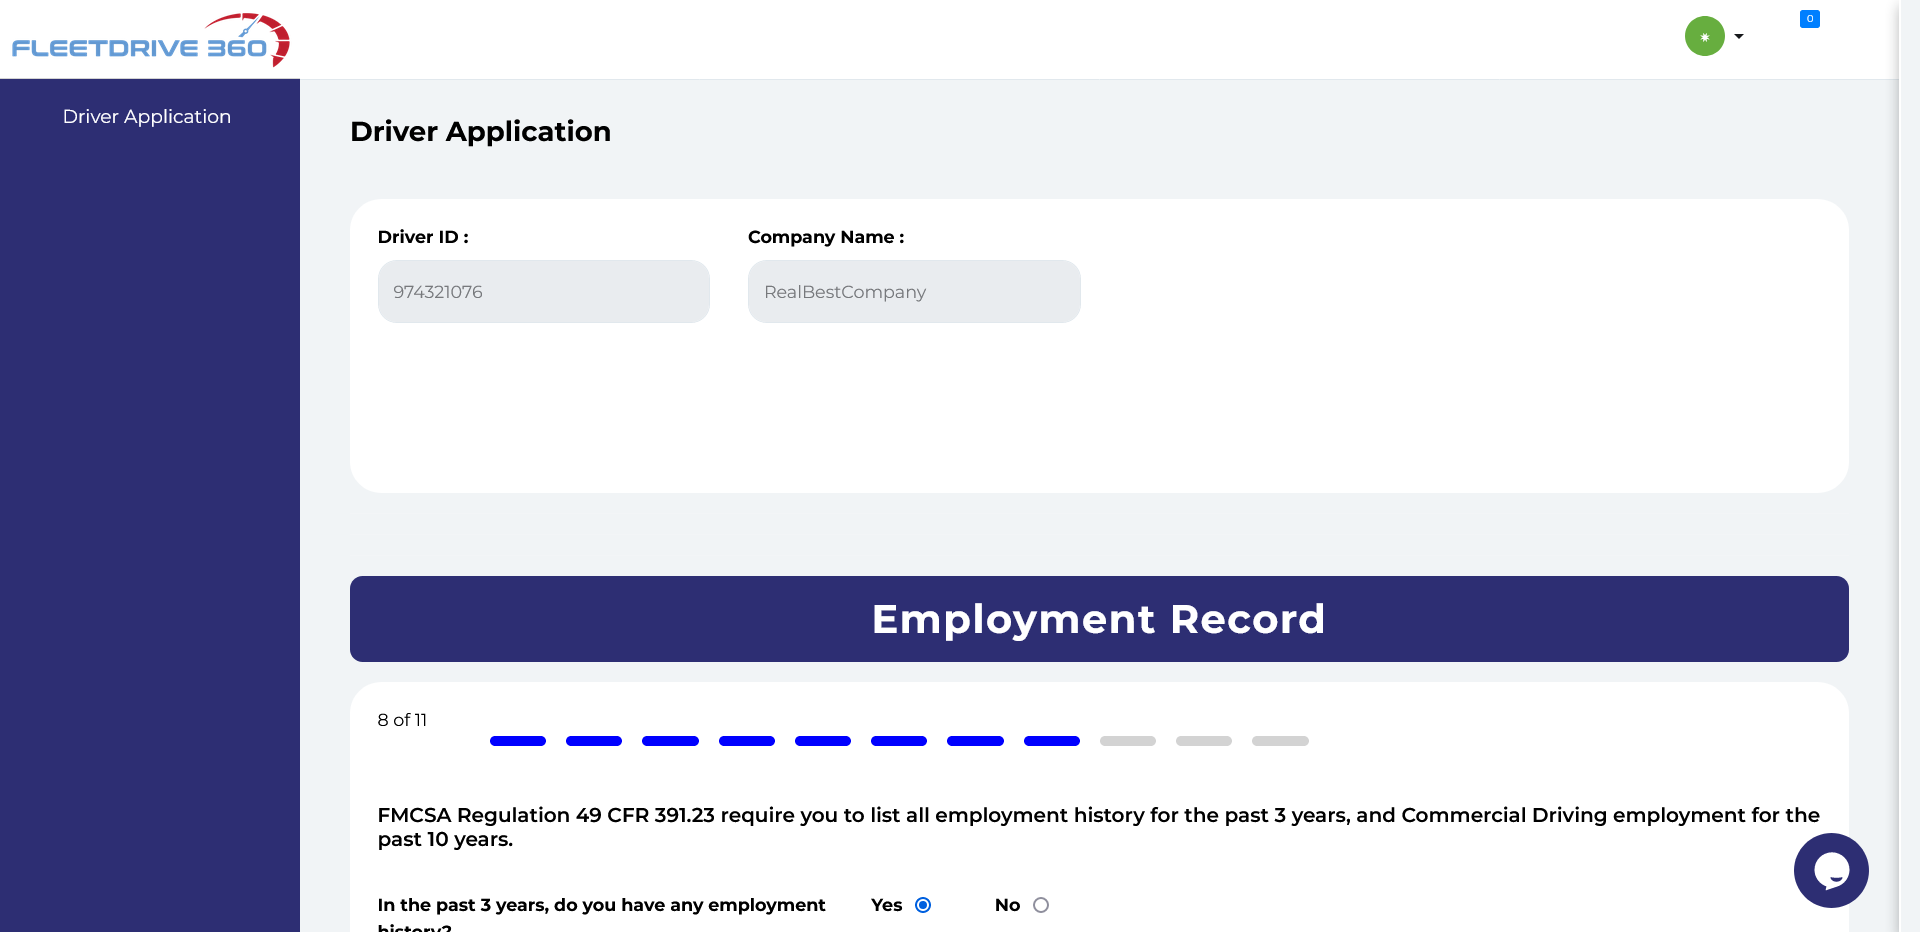 FLEETDRIVE 360
0
Driver Application
Driver Application
Driver ID :
Company Name :
974321076
RealBestCompany
Employment Record
8 of 11
FMCSA Regulation 49 CFR 391.23 require you to list all employment history for the past 3 years, and Commercial Driving employment for the
past 10 years.
In the past 3 years, do you have any employment
history?
Yes
No